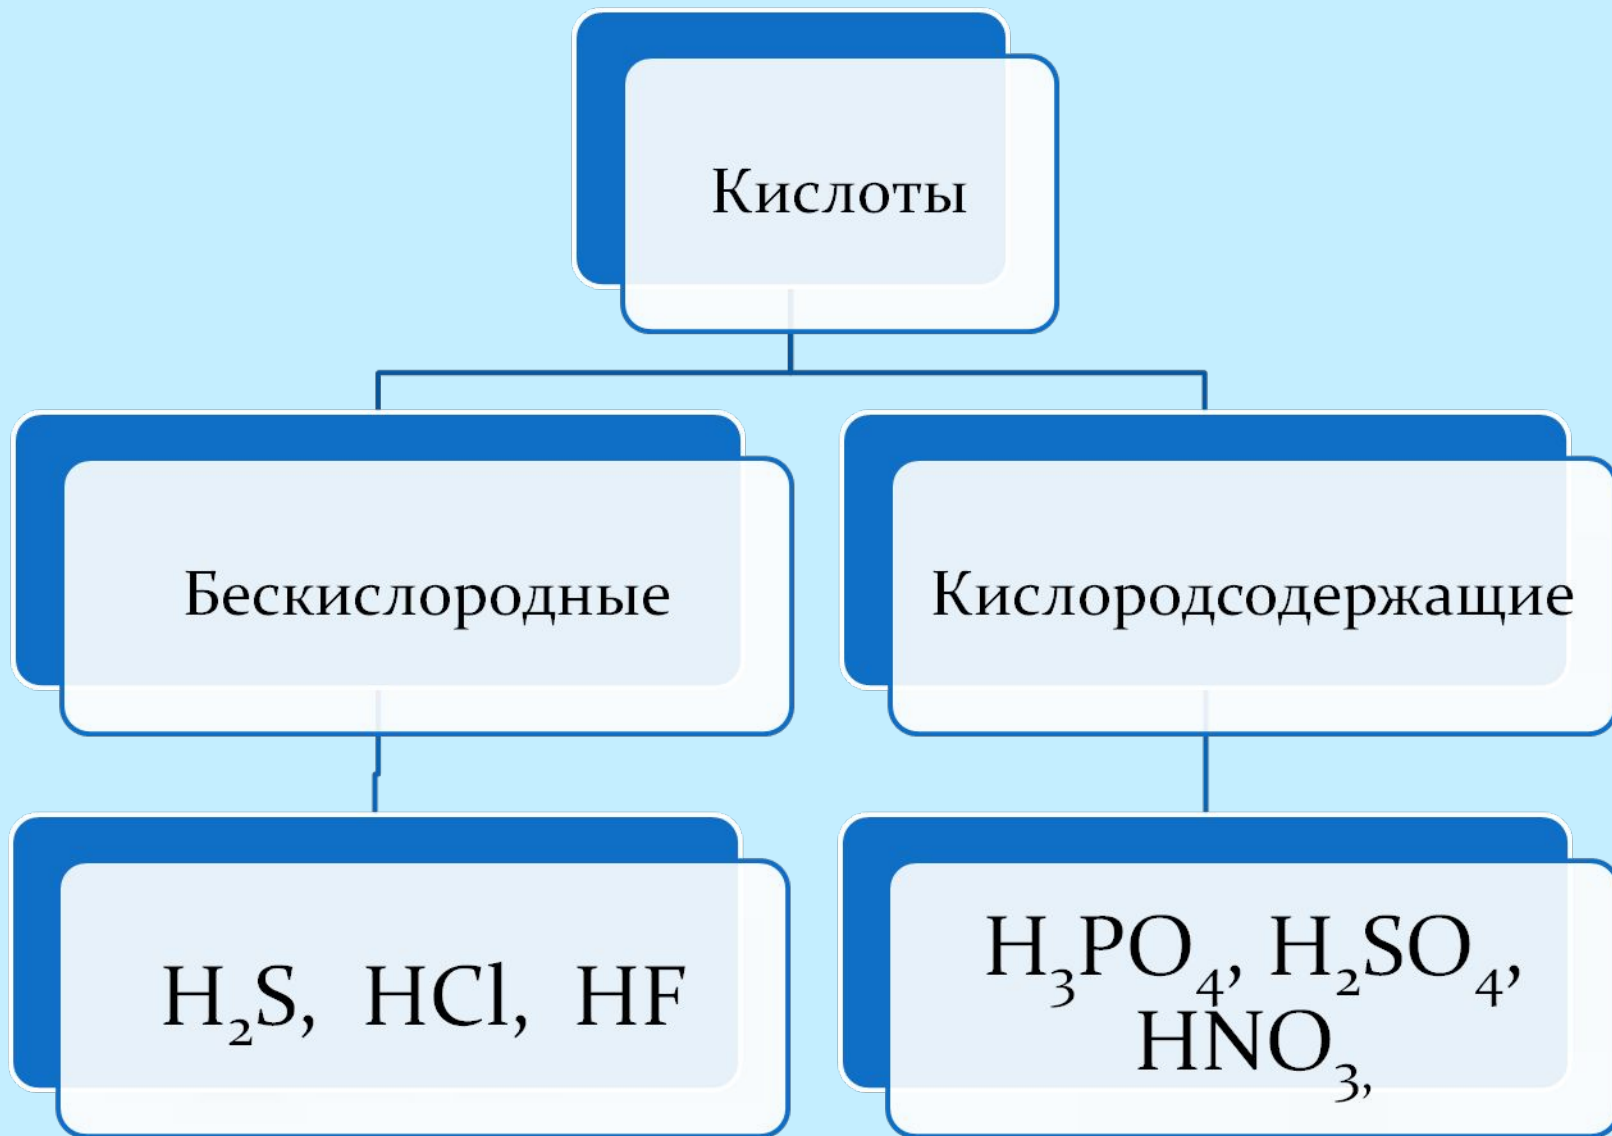 Кислоты
Бескислородные
Кислородсодержащие
H₂S, HCl, HF
H₃PO₄, H₂SO₄,
HNO₃,